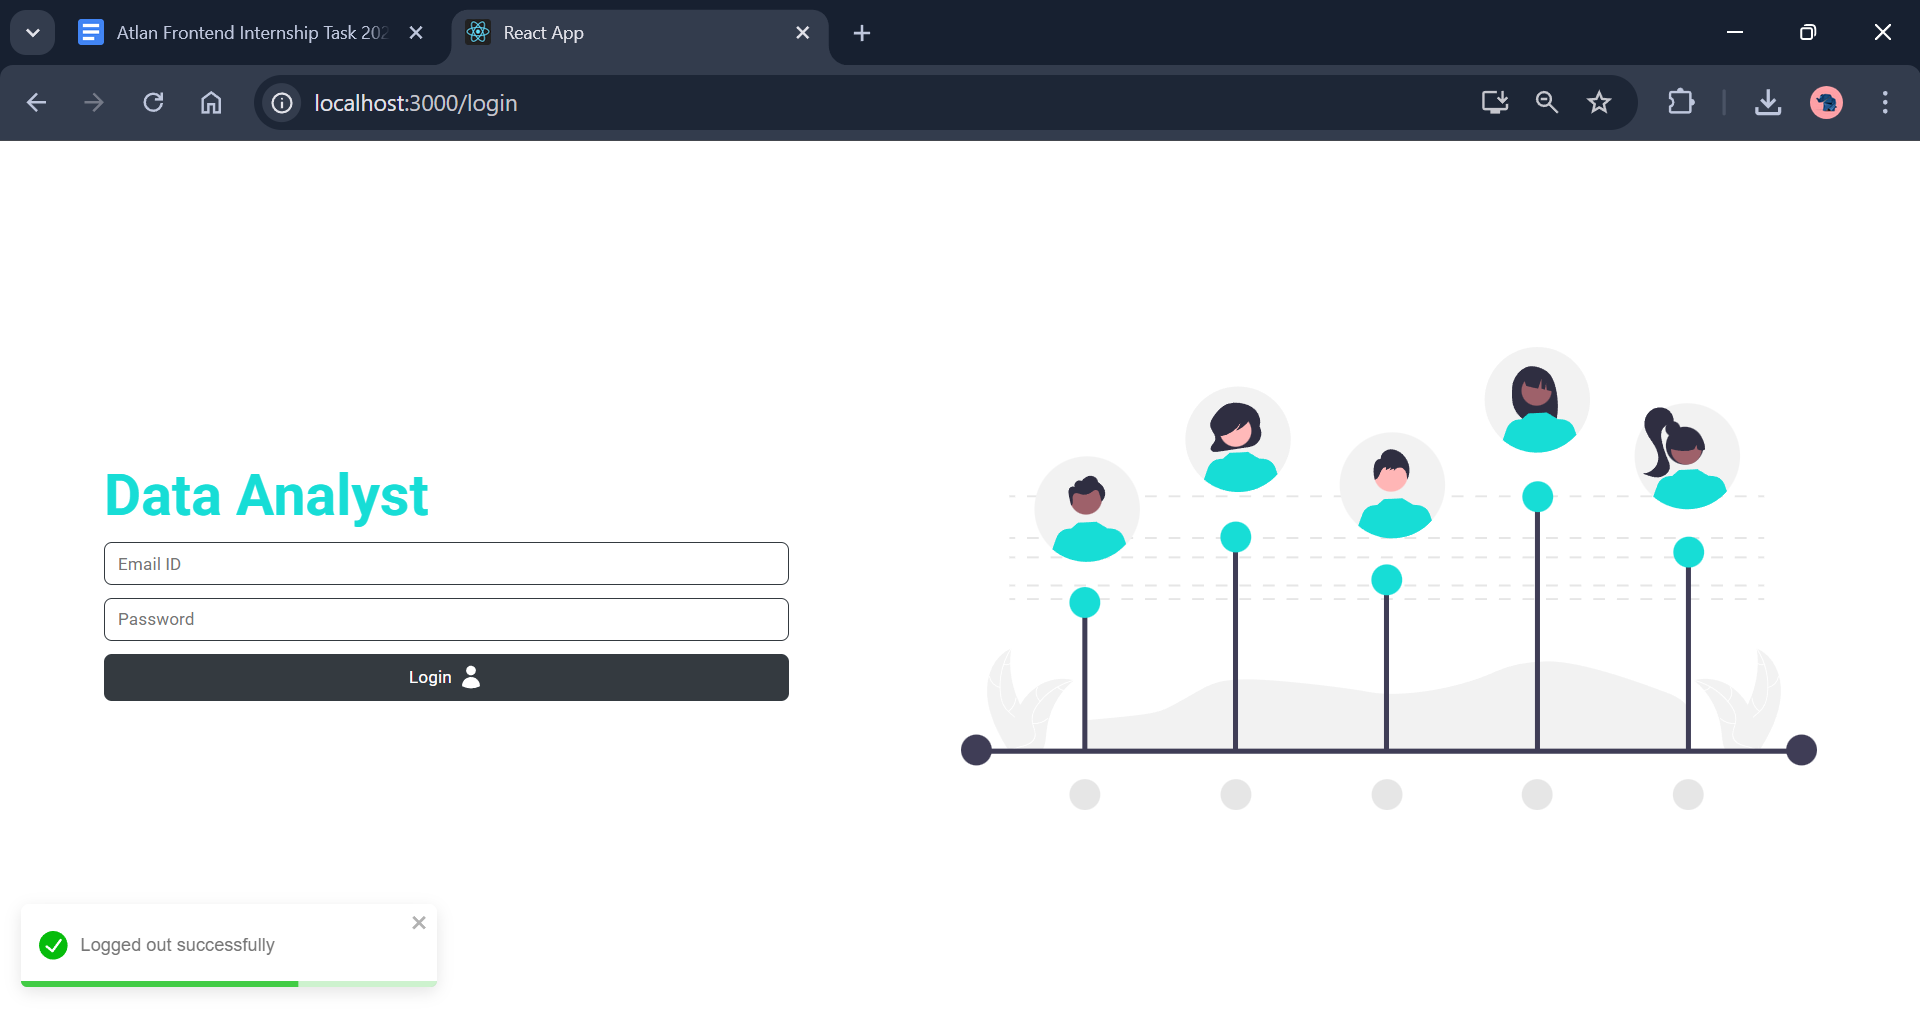 Atlan Frontend Internship Task 202
React App
localhost:3000/login
Data Analyst
Email ID
Password
Login
Logged out successfully